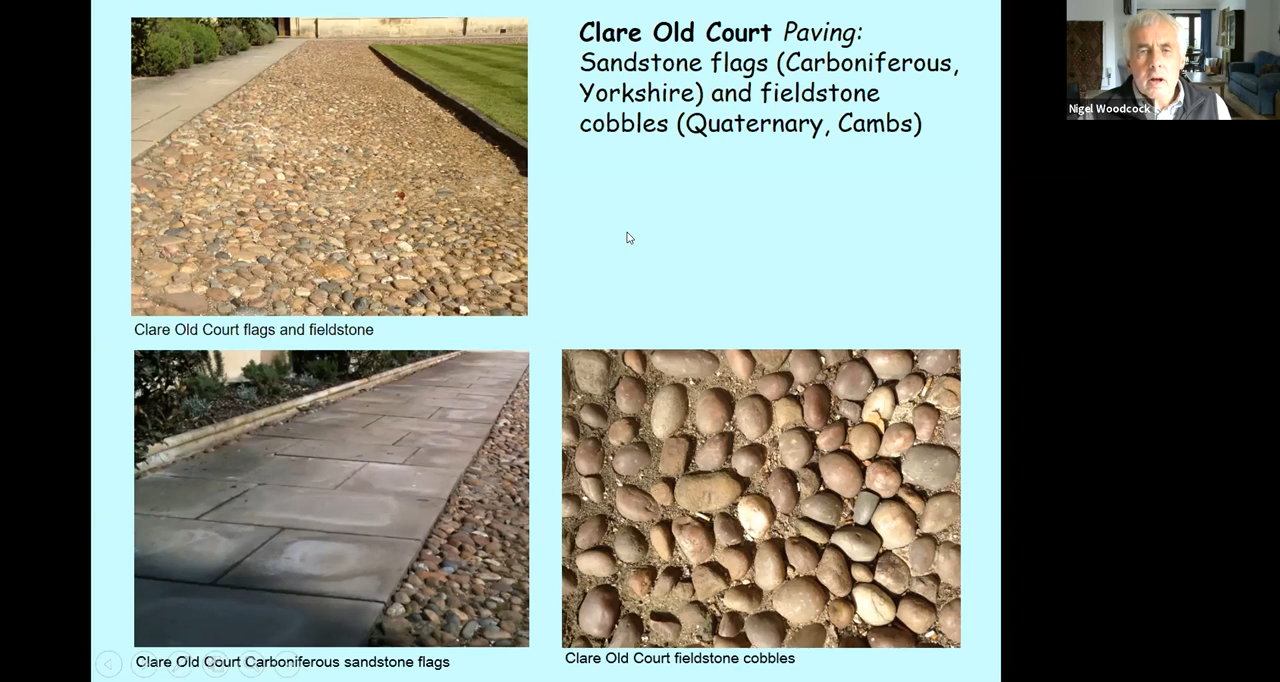 Clare Old Court Paving:
Sandstone flags (Carboniferous,
Yorkshire) and fieldstone
cobbles (Quaternary, Cambs)
Nigel Woodcock
Clare Old Court flags and fieldstone
Clare Old Court Carboniferous sandstone flags
Clare Old Court fieldstone cobbles